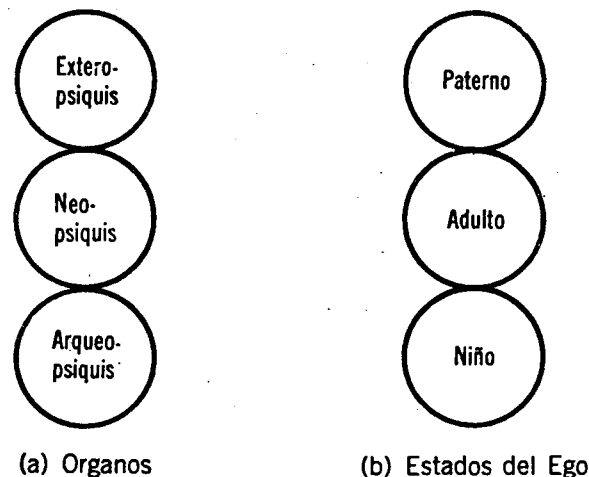 Extero-
psiquis
Neo-
psiquis
Arqueo-
psiquis
(a) Organos
Paterno
Adulto
Niño
(b) Estados del Ego